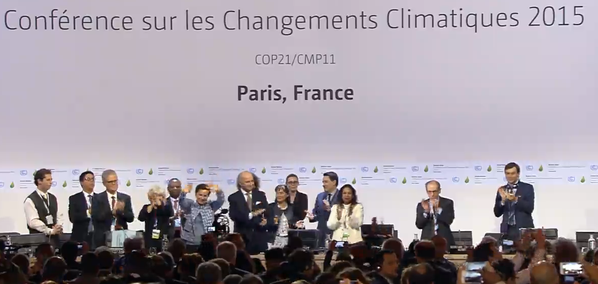 Conférence sur les Changements Climatiques 2015
COP21/CMP11
Paris, France